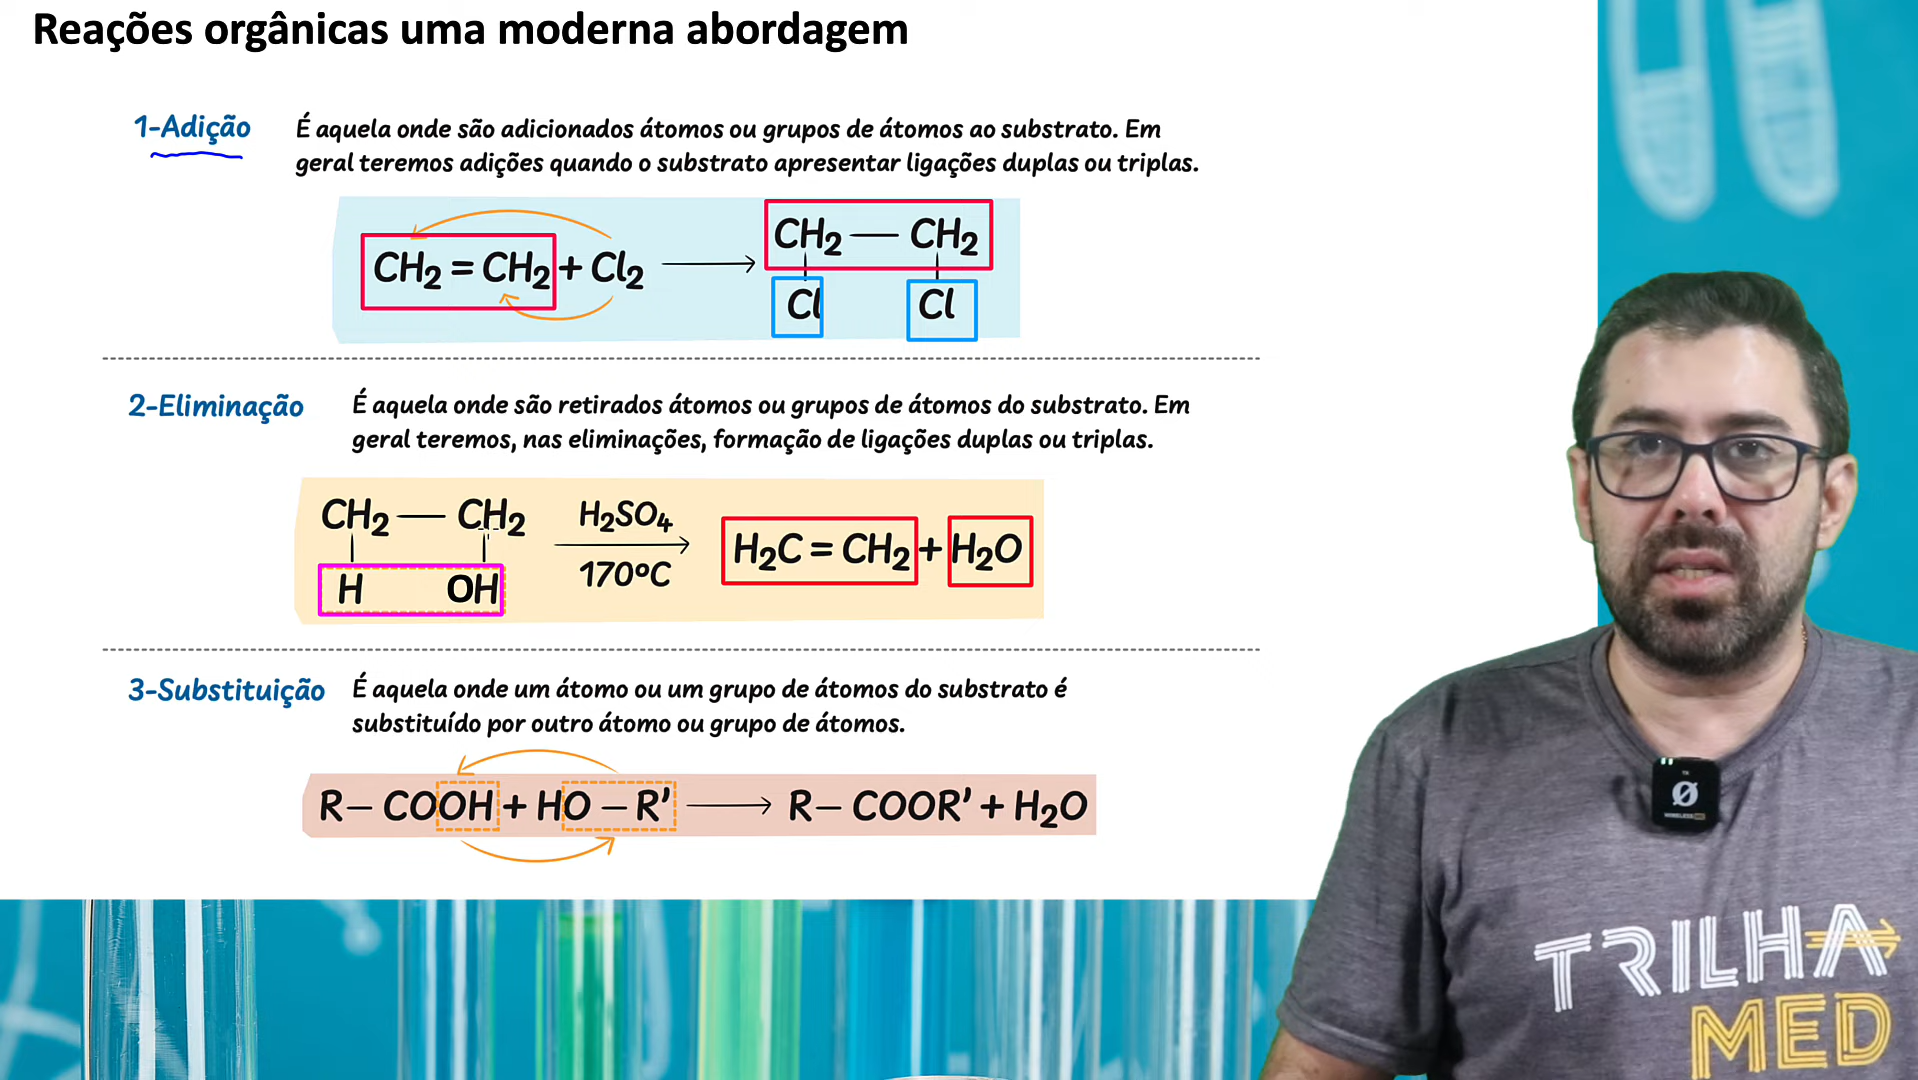 Reações orgânicas uma moderna abordagem
1-Adição
É aquela onde são adicionados átomos ou grupos de átomos ao substrato. Em
geral teremos adições quando o substrato apresentar ligações duplas ou triplas.
CH₂ = CH₂ + Cl₂ ⟶ CH₂ — CH₂
Cl Cl
2-Eliminação
É aquela onde são retirados átomos ou grupos de átomos do substrato. Em
geral teremos, nas eliminações, formação de ligações duplas ou triplas.
CH₂ — CH₂
H OH
H₂SO₄
170ºC
H₂C = CH₂ + H₂O
3-Substituição
É aquela onde um átomo ou um grupo de átomos do substrato é
substituído por outro átomo ou grupo de átomos.
R– COOH + HO – R' ⟶ R– COOR' + H₂O
TRILHA
MED